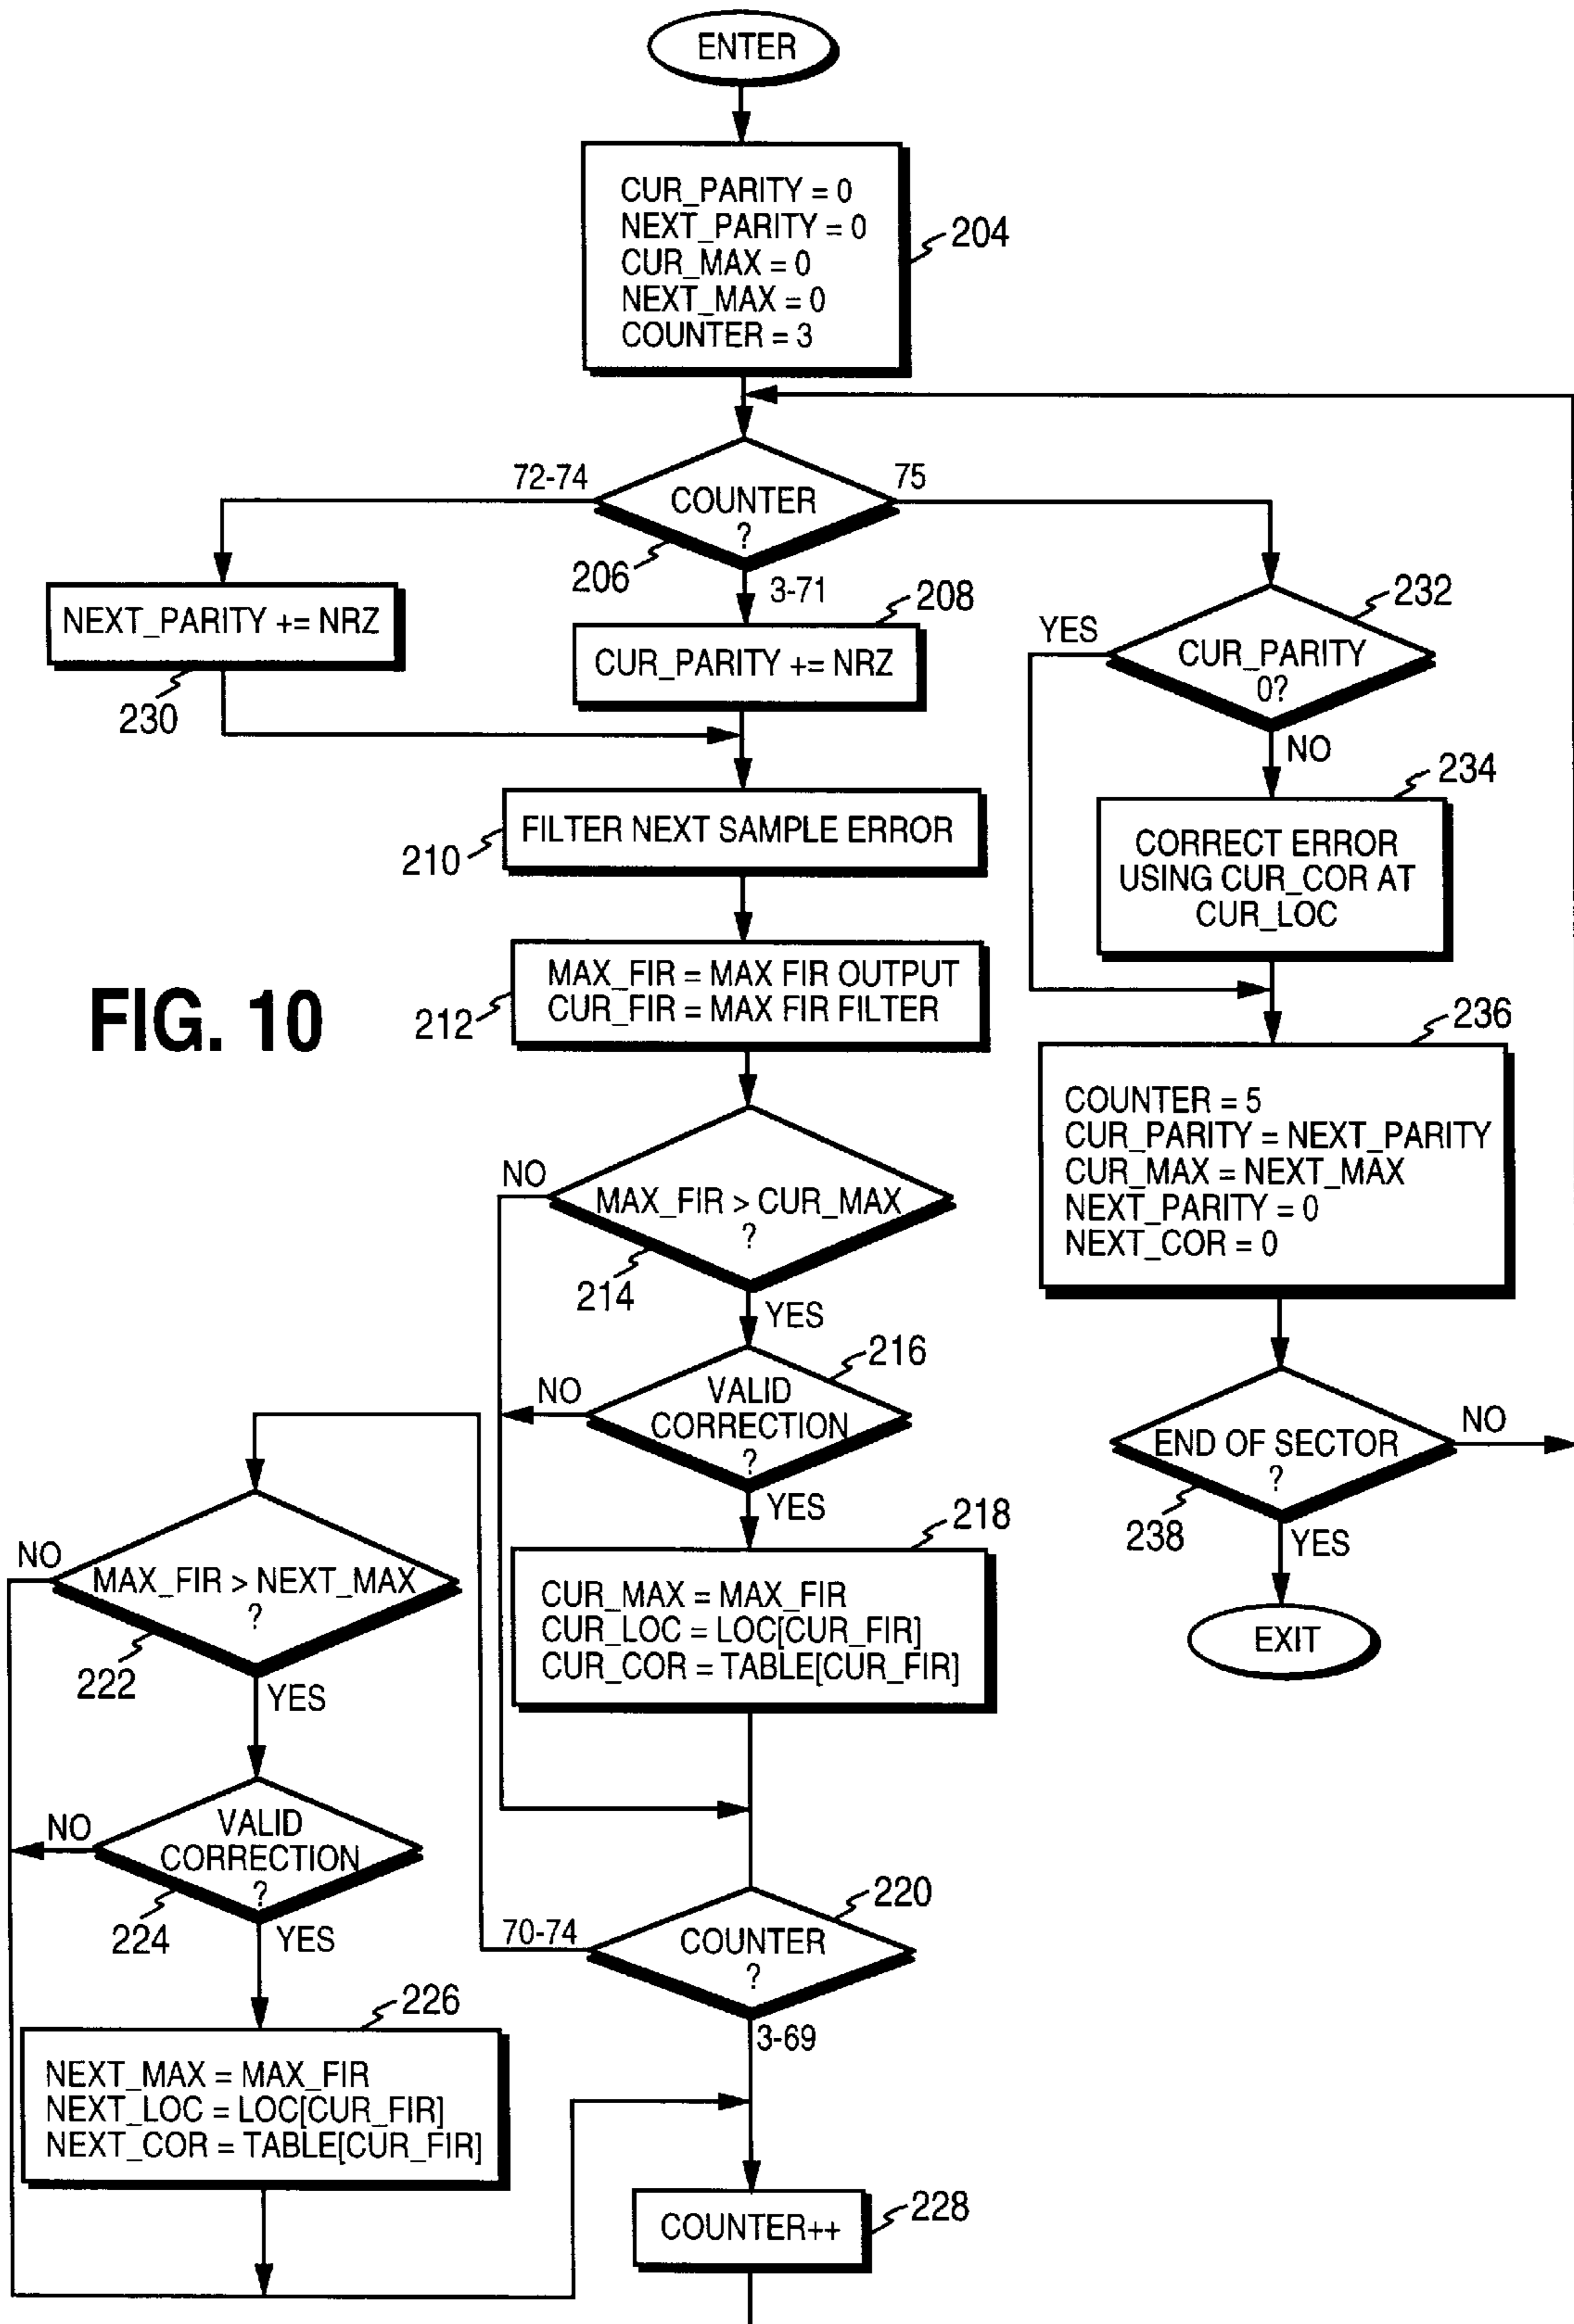 ENTER
CUR_PARITY = 0
NEXT_PARITY = 0
CUR_MAX = 0
NEXT_MAX = 0
COUNTER = 3
204
72-74
COUNTER
?
75
206
3-71
NEXT_PARITY += NRZ
230
208
CUR_PARITY += NRZ
232
YES
CUR_PARITY
0?
NO
210
FILTER NEXT SAMPLE ERROR
234
CORRECT ERROR
USING CUR_COR AT
CUR_LOC
FIG. 10
212
MAX_FIR = MAX FIR OUTPUT
CUR_FIR = MAX FIR FILTER
236
COUNTER = 5
CUR_PARITY = NEXT_PARITY
CUR_MAX = NEXT_MAX
NEXT_PARITY = 0
NEXT_COR = 0
NO
MAX_FIR > CUR_MAX
?
214
YES
216
NO
VALID
CORRECTION
?
YES
END OF SECTOR
?
NO
238
YES
EXIT
218
CUR_MAX = MAX_FIR
CUR_LOC = LOC[CUR_FIR]
CUR_COR = TABLE[CUR_FIR]
NO
MAX_FIR > NEXT_MAX
?
222
YES
NO
VALID
CORRECTION
?
224
YES
70-74
COUNTER
?
220
3-69
226
NEXT_MAX = MAX_FIR
NEXT_LOC = LOC[CUR_FIR]
NEXT_COR = TABLE[CUR_FIR]
COUNTER++
228